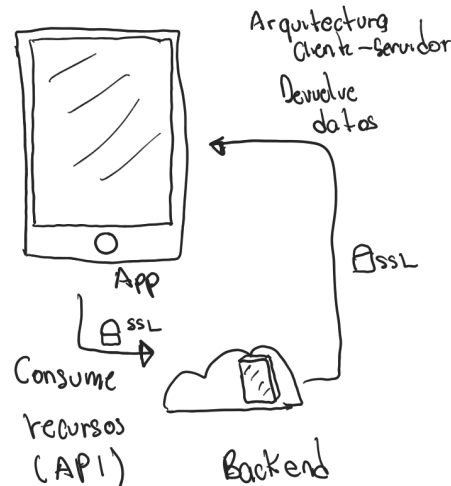 Arquitectura
Cliente-Servidor
Devuelve
datos
SSL
App
SSL
Consume
recursos
(API)
Backend